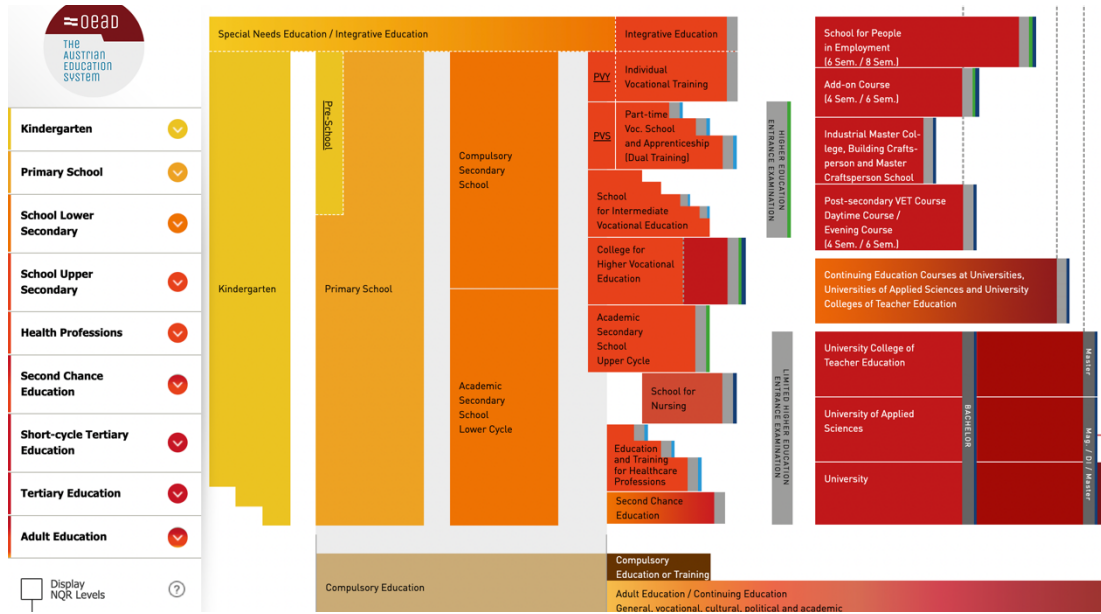 OeAD
THE
AUSTRIAN
EDUCATION
SYSTEM
Kindergarten
Primary School
School Lower
Secondary
School Upper
Secondary
Health Professions
Second Chance
Education
Short-cycle Tertiary
Education
Tertiary Education
Adult Education
Display
NQR Levels
?
Special Needs Education / Integrative Education
Integrative Education
Kindergarten
Pre-School
Primary School
Compulsory
Secondary
School
Academic
Secondary
School
Lower Cycle
PVY
Individual
Vocational Training
PVS
Part-time
Voc. School
and Apprenticeship
(Dual Training)
School
for Intermediate
Vocational Education
College for
Higher Vocational
Education
Academic
Secondary
School
Upper Cycle
School for
Nursing
Education
and Training
for Healthcare
Professions
Second Chance
Education
HIGHER EDUCATION
ENTRANCE EXAMINATION
LIMITED HIGHER EDUCATION
ENTRANCE EXAMINATION
School for People
in Employment
(6 Sem. / 8 Sem.)
Add-on Course
(4 Sem. / 6 Sem.)
Industrial Master Col-
lege, Building Crafts-
person and Master
Craftsperson School
Post-secondary VET Course
Daytime Course /
Evening Course
(4 Sem. / 6 Sem.)
Continuing Education Courses at Universities,
Universities of Applied Sciences and University
Colleges of Teacher Education
University College of
Teacher Education
University of Applied
Sciences
University
BACHELOR
Master
Mag. / DI / Master
Compulsory Education
Compulsory
Education or Training
Adult Education / Continuing Education
General, vocational, cultural, political and academic